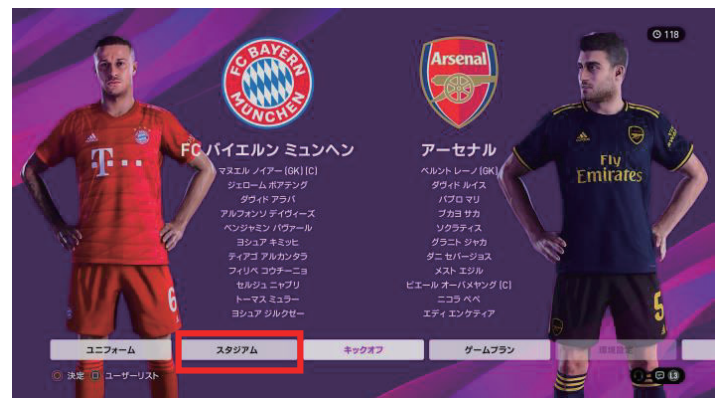 118
FC BAYERN
MÜNCHEN
Arsenal
FC バイエルン ミュンヘン
アーセナル
マヌエル ノイアー (GK) (C)
ベルント レーノ (GK)
ジェローム ボアテング
ダヴィド ルイス
ダヴィド アラバ
パブロ マリ
アルフォンソ デイヴィーズ
ブカヨ サカ
ベンジャミン パヴァール
ソクラティス
ヨシュア キミッヒ
グラニト ジャカ
ティアゴ アルカンタラ
ダニ セバージョス
フィリペ コウチーニョ
メスト エジル
セルジュ ニャブリ
ピエール オーバメヤング (C)
トーマス ミュラー
ニコラ ペペ
ヨシュア ジルクゼー
エディ エンケティア
T
Fly
Emirates
6
5
ユニフォーム
スタジアム
キックオフ
ゲームプラン
環境設定
決定 ユーザーリスト
L3